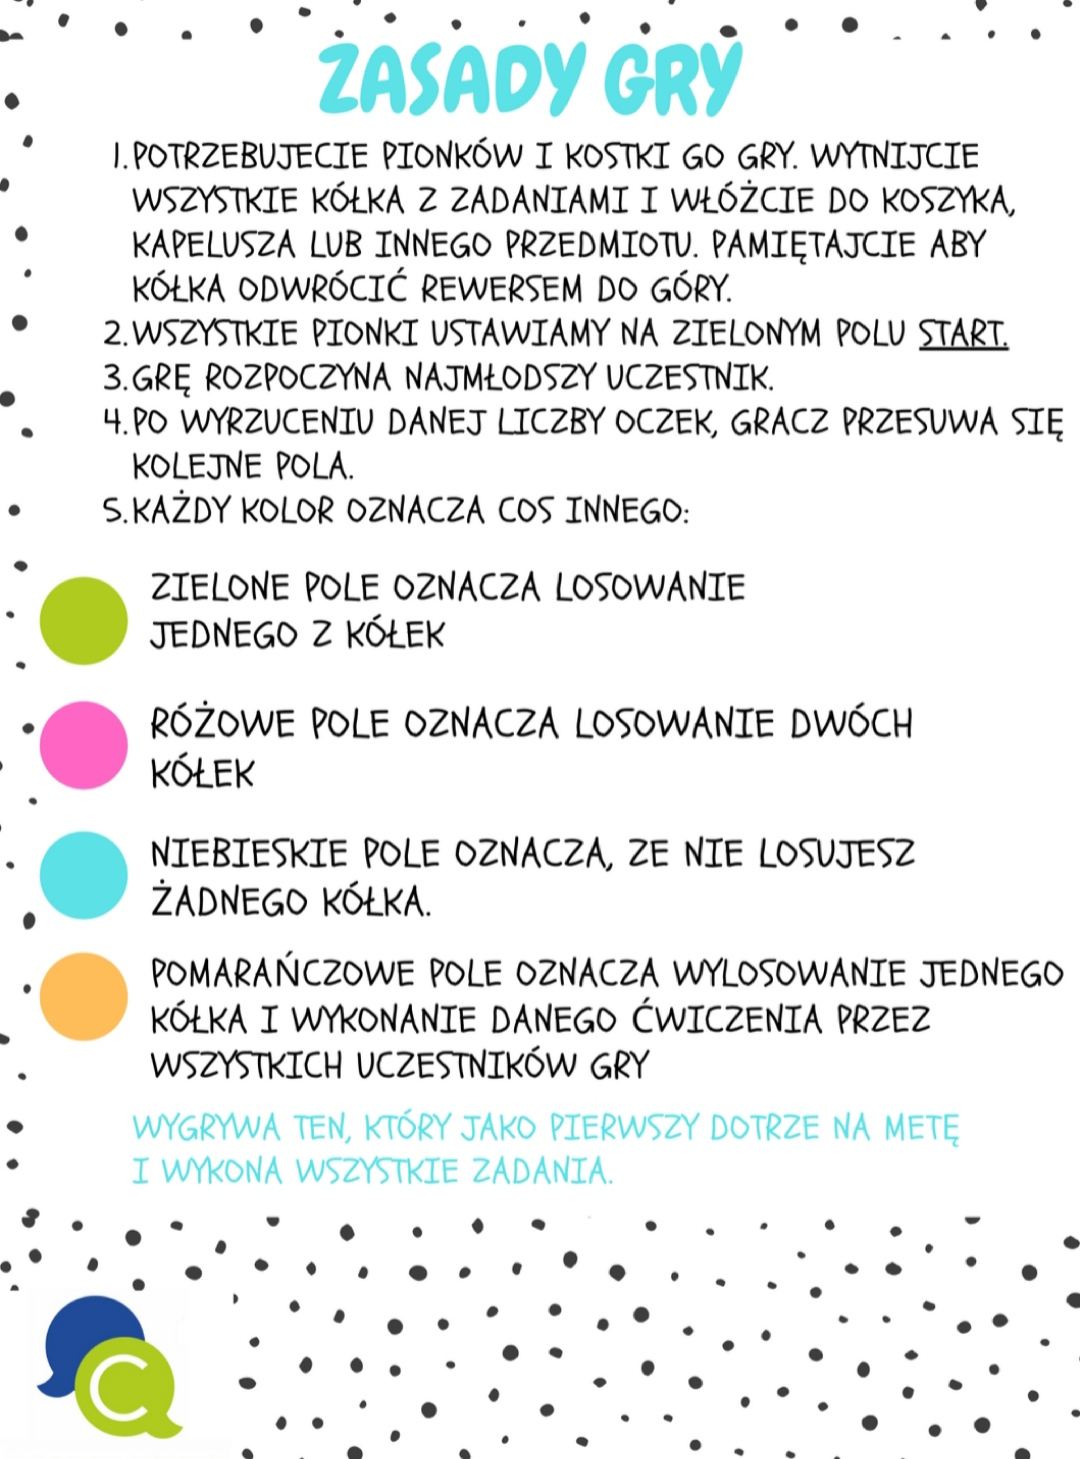 ZASADY GRY
1. POTRZEBUJECIE PIONKÓW I KOSTKI GO GRY. WYTNIJCIE
WSZYSTKIE KÓŁKA Z ZADANIAMI I WŁÓŻCIE DO KOSZYKA,
KAPELUSZA LUB INNEGO PRZEDMIOTU. PAMIĘTAJCIE ABY
KÓŁKA ODWRÓCIĆ REWERSEM DO GÓRY.
2. WSZYSTKIE PIONKI USTAWIAMY NA ZIELONYM POLU START.
3. GRĘ ROZPOCZYNA NAJMŁODSZY UCZESTNIK.
4. PO WYRZUCENIU DANEJ LICZBY OCZEK, GRACZ PRZESUWA SIĘ
KOLEJNE POLA.
5. KAŻDY KOLOR OZNACZA COS INNEGO:
ZIELONE POLE OZNACZA LOSOWANIE
JEDNEGO Z KÓŁEK
RÓŻOWE POLE OZNACZA LOSOWANIE DWÓCH
KÓŁEK
NIEBIESKIE POLE OZNACZA, ZE NIE LOSUJESZ
ŻADNEGO KÓŁKA.
POMARAŃCZOWE POLE OZNACZA WYLOSOWANIE JEDNEGO
KÓŁKA I WYKONANIE DANEGO ĆWICZENIA PRZEZ
WSZYSTKICH UCZESTNIKÓW GRY
WYGRYWA TEN, KTÓRY JAKO PIERWSZY DOTRZE NA METĘ
I WYKONA WSZYSTKIE ZADANIA.
C